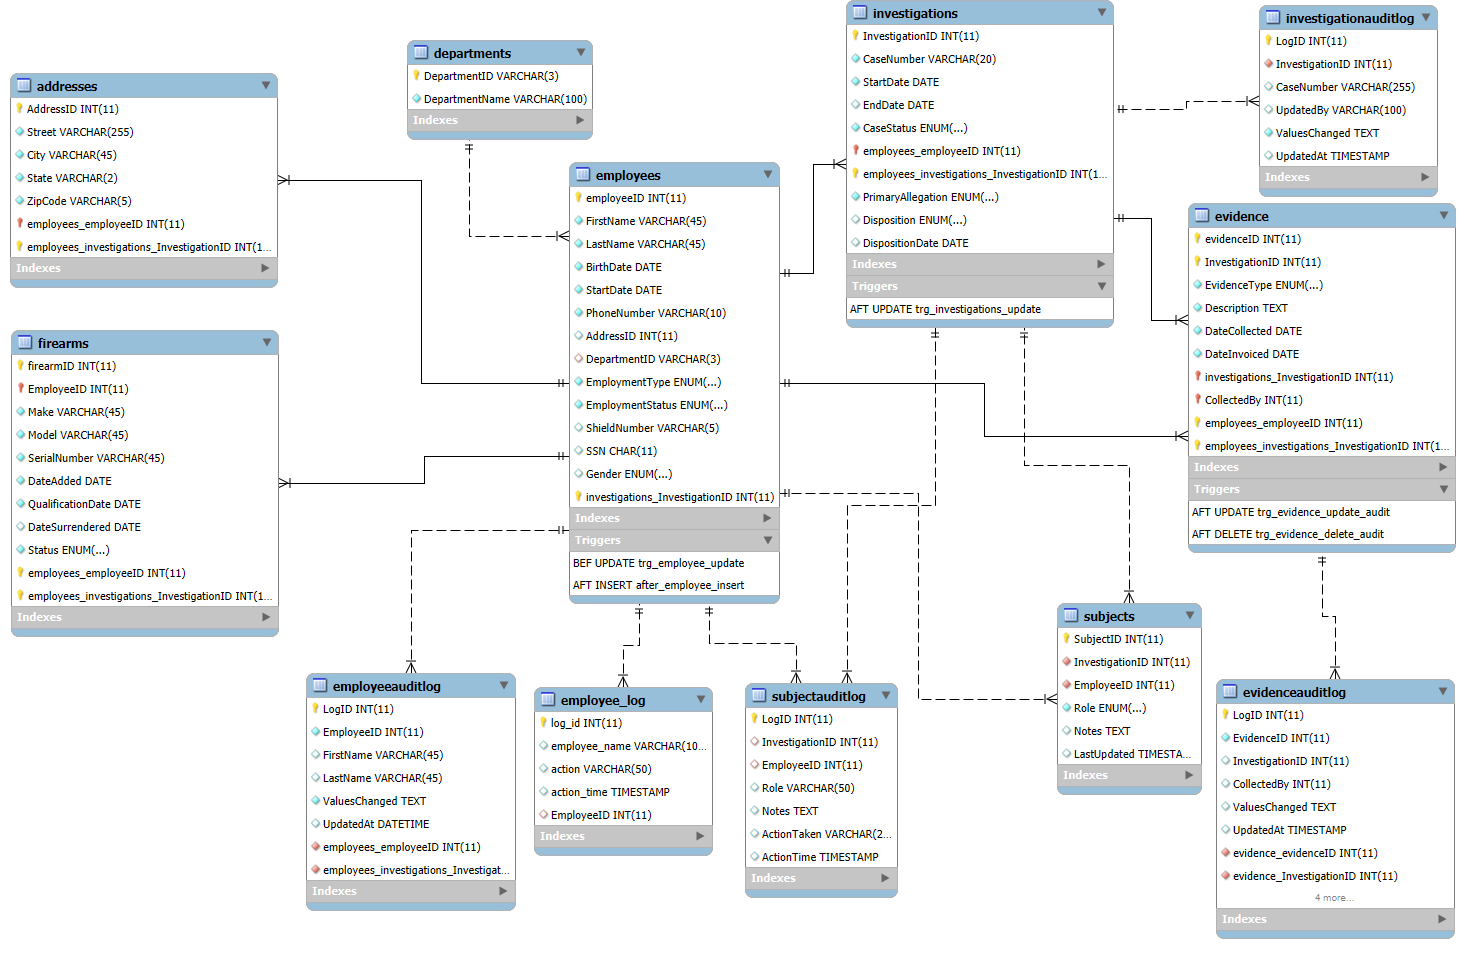 addresses
AddressID INT(11)
Street VARCHAR(255)
City VARCHAR(45)
State VARCHAR(2)
ZipCode VARCHAR(5)
employees_employeeID INT(11)
employees_investigations_InvestigationID INT(1...
Indexes
departments
DepartmentID VARCHAR(3)
DepartmentName VARCHAR(100)
Indexes
investigations
InvestigationID INT(11)
CaseNumber VARCHAR(20)
StartDate DATE
EndDate DATE
CaseStatus ENUM(...)
employees_employeeID INT(11)
employees_investigations_InvestigationID INT(1...
PrimaryAllegation ENUM(...)
Disposition ENUM(...)
DispositionDate DATE
Indexes
Triggers
AFT UPDATE trg_investigations_update
investigationauditlog
LogID INT(11)
InvestigationID INT(11)
CaseNumber VARCHAR(255)
UpdatedBy VARCHAR(100)
ValuesChanged TEXT
UpdatedAt TIMESTAMP
Indexes
employees
employeeID INT(11)
FirstName VARCHAR(45)
LastName VARCHAR(45)
BirthDate DATE
StartDate DATE
PhoneNumber VARCHAR(10)
AddressID INT(11)
DepartmentID VARCHAR(3)
EmploymentType ENUM(...)
EmploymentStatus ENUM(...)
ShieldNumber VARCHAR(5)
SSN CHAR(11)
Gender ENUM(...)
investigations_InvestigationID INT(11)
Indexes
Triggers
BEF UPDATE trg_employee_update
AFT INSERT after_employee_insert
evidence
evidenceID INT(11)
InvestigationID INT(11)
EvidenceType ENUM(...)
Description TEXT
DateCollected DATE
DateInvoiced DATE
investigations_InvestigationID INT(11)
CollectedBy INT(11)
employees_employeeID INT(11)
employees_investigations_InvestigationID INT(1...
Indexes
Triggers
AFT UPDATE trg_evidence_update_audit
AFT DELETE trg_evidence_delete_audit
firearms
firearmID INT(11)
EmployeeID INT(11)
Make VARCHAR(45)
Model VARCHAR(45)
SerialNumber VARCHAR(45)
DateAdded DATE
QualificationDate DATE
DateSurrendered DATE
Status ENUM(...)
employees_employeeID INT(11)
employees_investigations_InvestigationID INT(1...
Indexes
employeeauditlog
LogID INT(11)
EmployeeID INT(11)
FirstName VARCHAR(45)
LastName VARCHAR(45)
ValuesChanged TEXT
UpdatedAt DATETIME
employees_employeeID INT(11)
employees_investigations_Investigat...
Indexes
employee_log
log_id INT(11)
employee_name VARCHAR(10...
action VARCHAR(50)
action_time TIMESTAMP
EmployeeID INT(11)
Indexes
subjectauditlog
LogID INT(11)
InvestigationID INT(11)
EmployeeID INT(11)
Role VARCHAR(50)
Notes TEXT
ActionTaken VARCHAR(2...
ActionTime TIMESTAMP
Indexes
subjects
SubjectID INT(11)
InvestigationID INT(11)
EmployeeID INT(11)
Role ENUM(...)
Notes TEXT
LastUpdated TIMESTA...
Indexes
evidenceauditlog
LogID INT(11)
EvidenceID INT(11)
InvestigationID INT(11)
CollectedBy INT(11)
ValuesChanged TEXT
UpdatedAt TIMESTAMP
evidence_evidenceID INT(11)
evidence_InvestigationID INT(11)
4 more...
Indexes